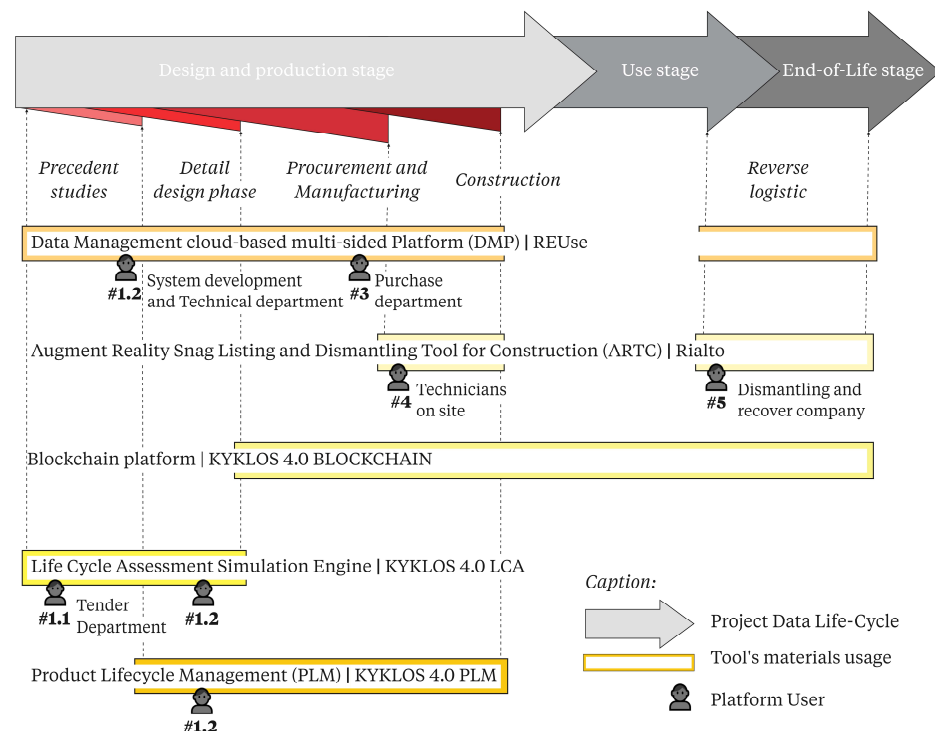 Design and production stage
Use stage
End-of-Life stage
Precedent
studies
Detail
design phase
Procurement and
Manufacturing
Construction
Reverse
logistic
Data Management cloud-based multi-sided Platform (DMP) | REUse
#1.2
System development
and Technical department
#3
Purchase
department
Augment Reality Snag Listing and Dismantling Tool for Construction (ARTC) | Rialto
#4
Technicians
on site
#5
Dismantling and
recover company
Blockchain platform | KYKLOS 4.0 BLOCKCHAIN
Life Cycle Assessment Simulation Engine | KYKLOS 4.0 LCA
#1.1
Tender
Department
#1.2
Product Lifecycle Management (PLM) | KYKLOS 4.0 PLM
#1.2
Caption:
Project Data Life-Cycle
Tool's materials usage
Platform User